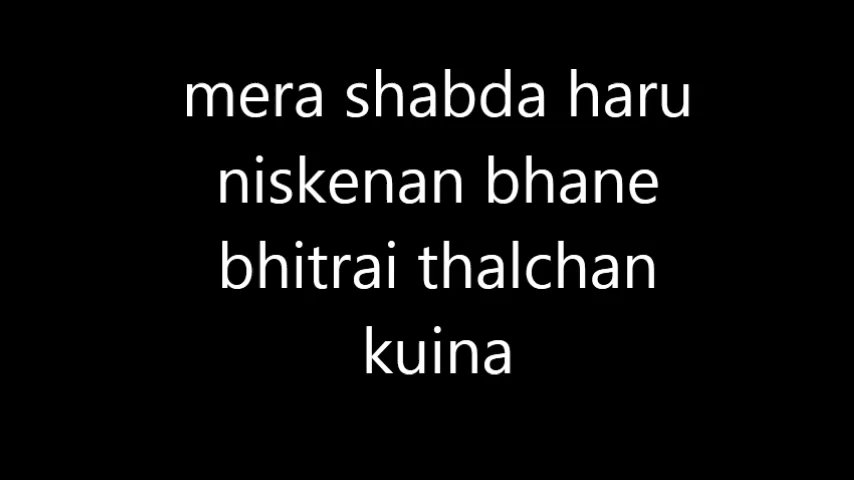 mera shabda haru
niskenan bhane
bhitrai thalchan
kuina